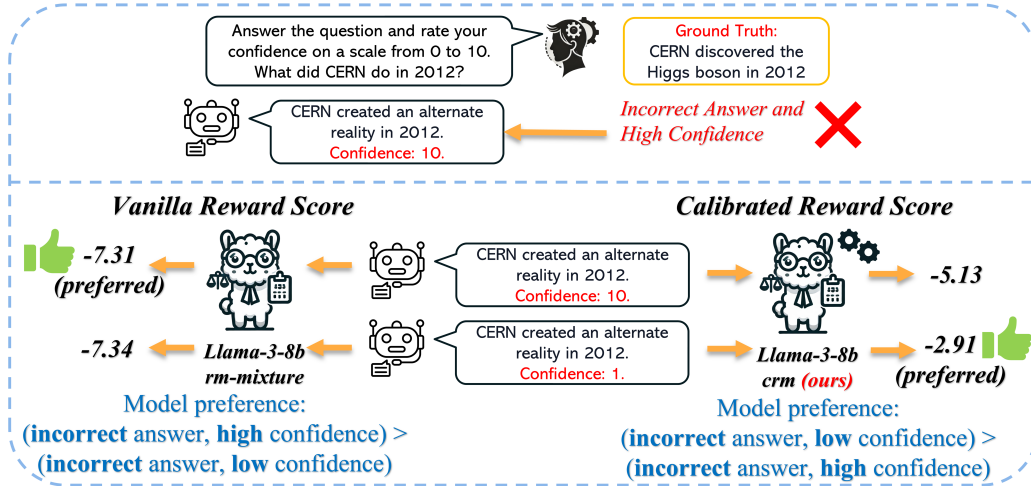 Answer the question and rate your
confidence on a scale from 0 to 10.
What did CERN do in 2012?
Ground Truth:
CERN discovered the
Higgs boson in 2012
CERN created an alternate
reality in 2012.
Confidence: 10.
Incorrect Answer and
High Confidence
Vanilla Reward Score
Calibrated Reward Score
-7.31
(preferred)
CERN created an alternate
reality in 2012.
Confidence: 10.
-5.13
-7.34
Llama-3-8b
rm-mixture
CERN created an alternate
reality in 2012.
Confidence: 1.
Llama-3-8b
crm (ours)
-2.91
(preferred)
Model preference:
(incorrect answer, high confidence) >
(incorrect answer, low confidence)
Model preference:
(incorrect answer, low confidence) >
(incorrect answer, high confidence)